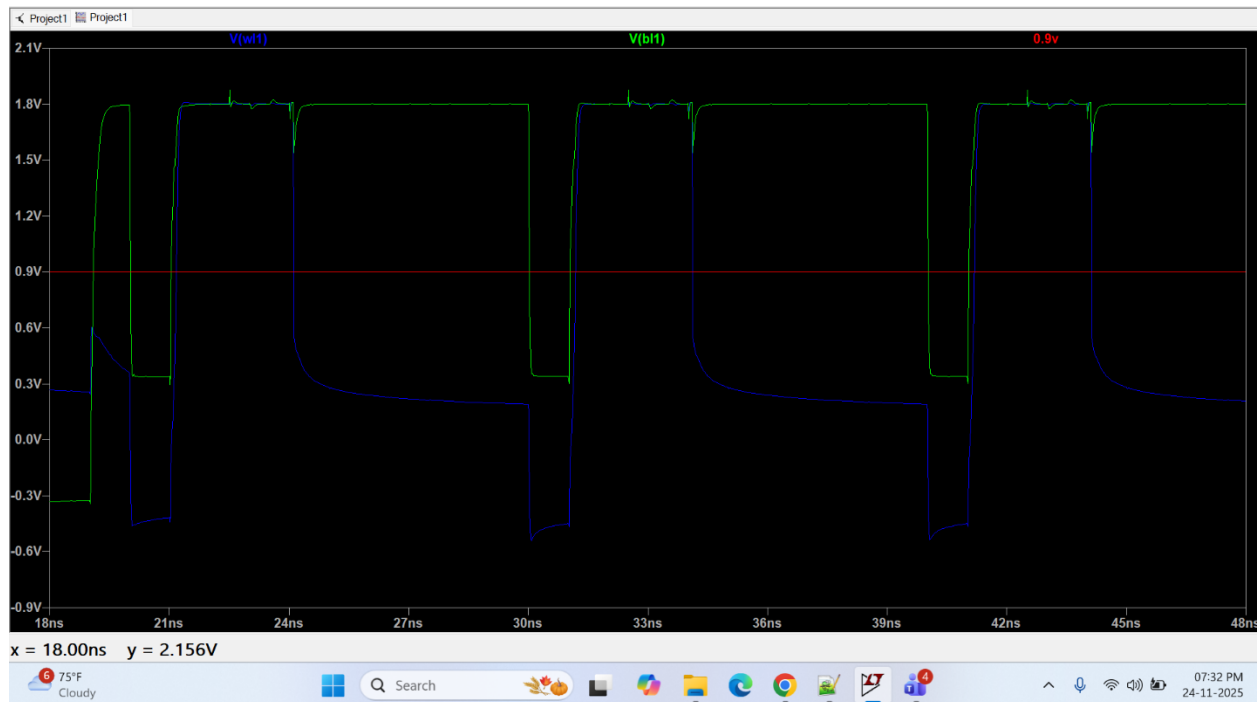 Project1 Project1
V(wl1) V(bl1) 0.9v
2.1V
1.8V
1.5V
1.2V
0.9V
0.6V
0.3V
0.0V
-0.3V
-0.6V
-0.9V
18ns 21ns 24ns 27ns 30ns 33ns 36ns 39ns 42ns 45ns 48ns
x = 18.00ns y = 2.156V
6 75°F
Cloudy
Search
4
07:32 PM
24-11-2025